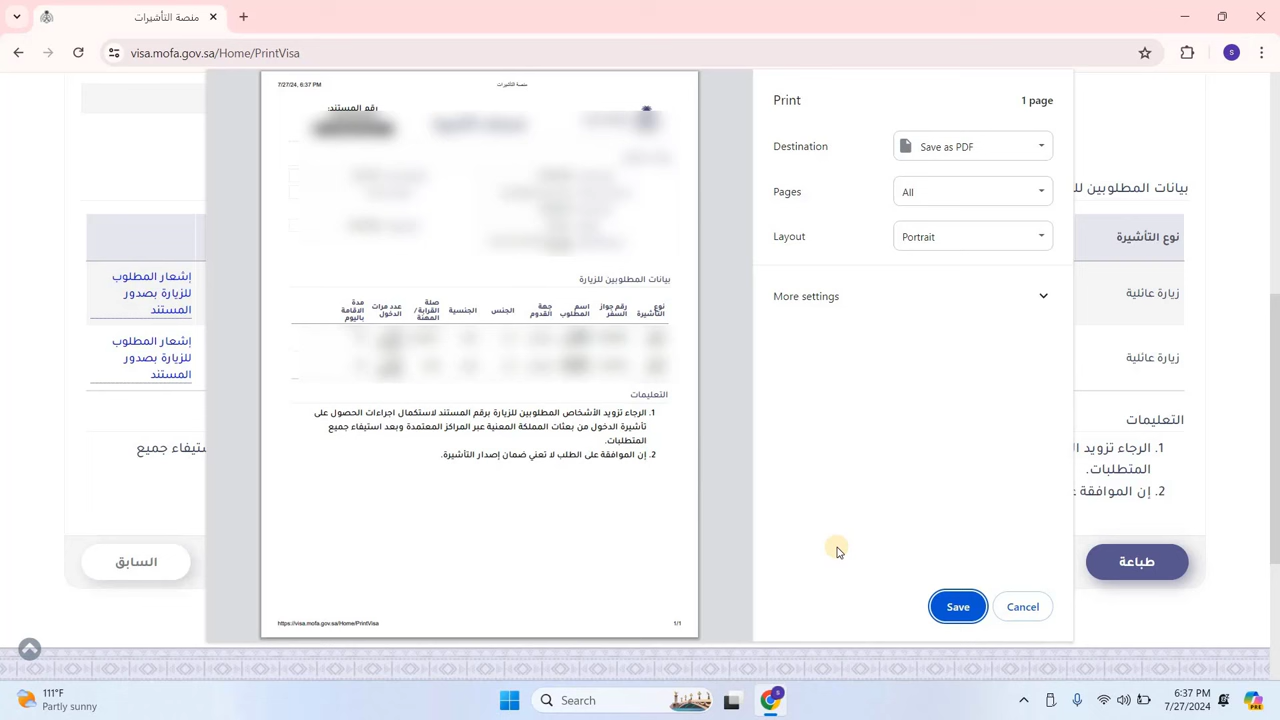 منصة التأشيرات
visa.mofa.gov.sa/Home/PrintVisa
S
7/27/24, 6:37 PM
منصة التأشيرات
رقم المستند:
بيانات المطلوبين للزيارة
نوع التأشيرة
رقم جواز السفر
اسم المطلوب
جهة القدوم
الجنس
الجنسية
صلة القرابة / المهنة
عدد مرات الدخول
مدة الاقامة باليوم
التعليمات
1. الرجاء تزويد الأشخاص المطلوبين للزيارة برقم المستند لاستكمال اجراءات الحصول على
تأشيرة الدخول من بعثات المملكة المعنية عبر المراكز المعتمدة وبعد استيفاء جميع
المتطلبات.
2. إن الموافقة على الطلب لا تعني ضمان إصدار التأشيرة.
https://visa.mofa.gov.sa/Home/PrintVisa
1/1
Print
1 page
Destination
Save as PDF
Pages
All
Layout
Portrait
More settings
Save
Cancel
بيانات المطلوبين لل
نوع التأشيرة
زيارة عائلية
زيارة عائلية
إشعار المطلوب
للزيارة بصدور
المستند
إشعار المطلوب
للزيارة بصدور
المستند
التعليمات
1. الرجاء تزويد
ستيفاء جميع
المتطلبات.
2. إن الموافقة
السابق
طباعة
111°F
Partly sunny
Search
6:37 PM
7/27/2024